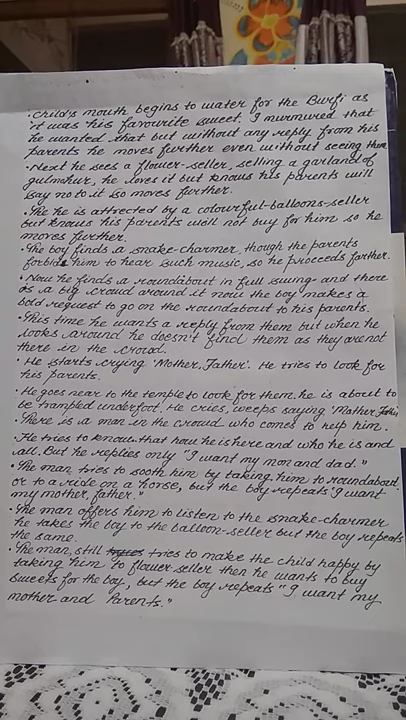 • Child's mouth begins to water for the Burfi as
it was his favourite sweet. I murmured that
he wanted that but without any reply from his
parents he moves further even without seeing them
• Next he sees a flower-seller, selling a garland of
gulmohur, he loves it but knows his parents will
say no to it so moves further.
• The he is attrected by a colourful-balloons-seller
but knows his parents will not buy for him so he
moves further.
• The boy finds a snake-charmer, though the parents
forbids him to hear such music, so he proceeds farther.
• Now he finds a roundabout in full swing and there
is a big croud around it now the boy makes a
bold request to go on the roundabout to his parents.
• This time he wants a reply from them but when he
looks around he doesn't find them as they are not
there in the croud.
• He starts crying 'Mother, Father'. He tries to look for
his parents.
• He goes near to the temple to look for them, he is about to
be trampled underfoot. He cries, weeps saying 'Mother, Father'
• There is a man in the croud who comes to help him.
• He tries to know that how he is here and who he is and
all. But he replies only "I want my mon and dad."
• The man tries to sooth him by taking him to roundabout
or to a ride on a horse, but the boy repeats "I want
my mother, father."
• The man offers him to listen to the snake-charmer
he takes the boy to the balloon-seller but the boy repeats
the same.
• The man, still tries to make the child happy by
taking him to flower-seller then he wants to buy
sweets for the boy, but the boy repeats "I want my
mother and Parents."